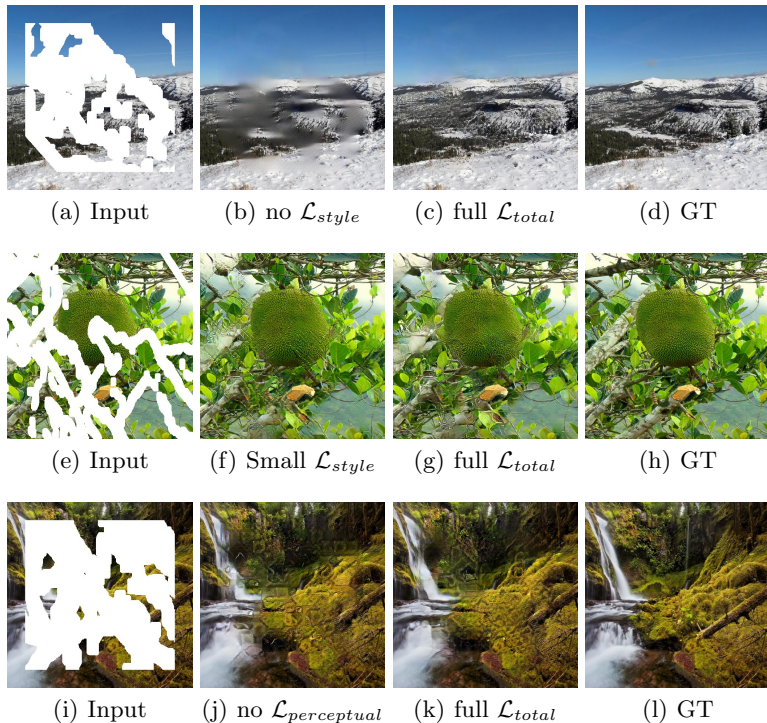 (a) Input (b) no ℒ_style (c) full ℒ_total (d) GT
(e) Input (f) Small ℒ_style (g) full ℒ_total (h) GT
(i) Input (j) no ℒ_perceptual (k) full ℒ_total (l) GT